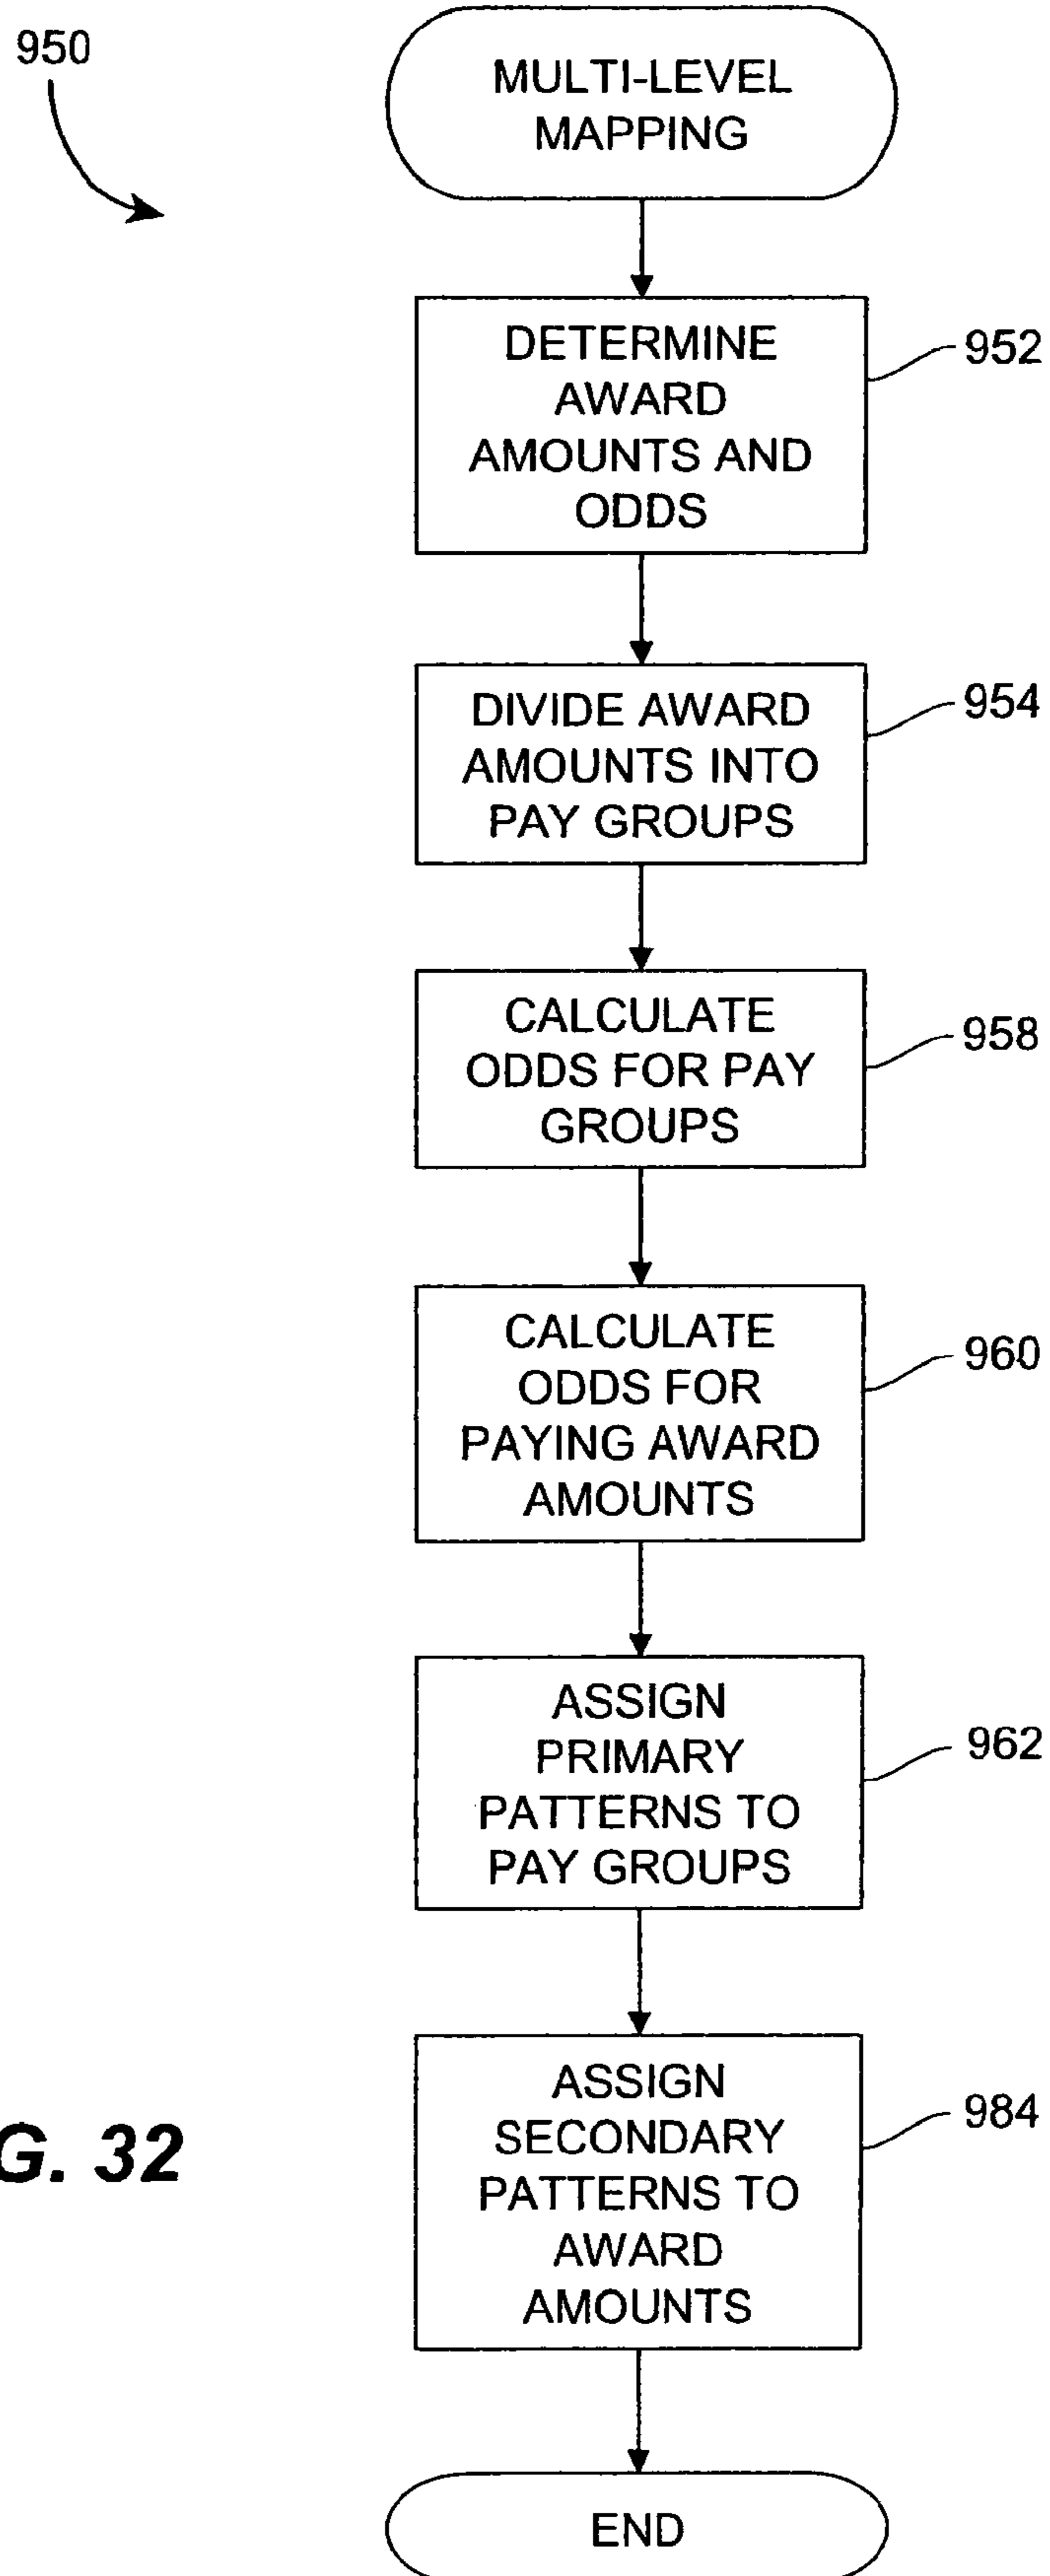 950
MULTI-LEVEL
MAPPING
DETERMINE
AWARD
AMOUNTS AND
ODDS
952
DIVIDE AWARD
AMOUNTS INTO
PAY GROUPS
954
CALCULATE
ODDS FOR PAY
GROUPS
958
CALCULATE
ODDS FOR
PAYING AWARD
AMOUNTS
960
ASSIGN
PRIMARY
PATTERNS TO
PAY GROUPS
962
ASSIGN
SECONDARY
PATTERNS TO
AWARD
AMOUNTS
984
G. 32
END